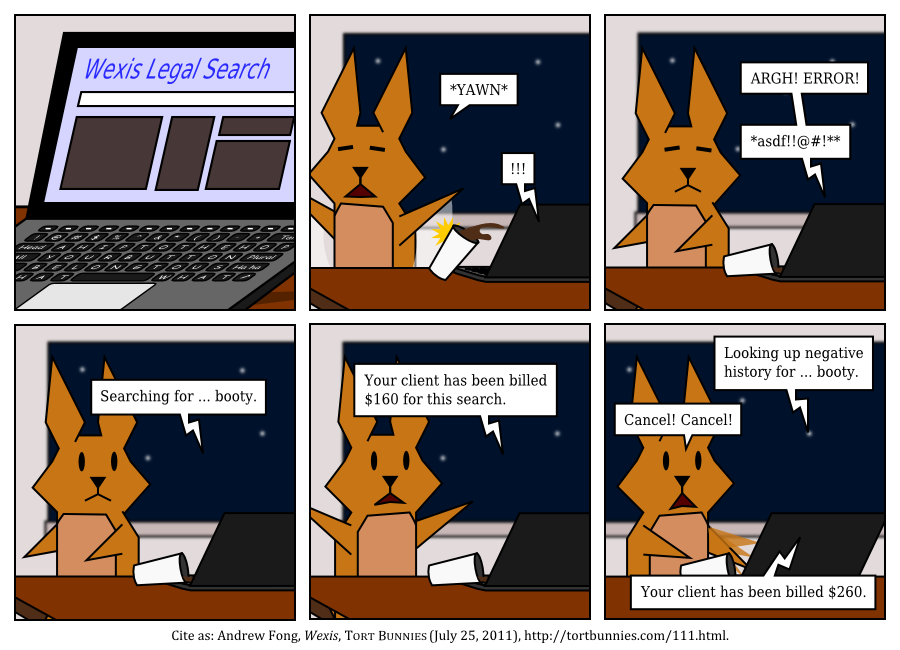 Wexis Legal Search
*YAWN*
!!!
ARGH! ERROR!
*asdf!!@#!**
Searching for ... booty.
Your client has been billed
$160 for this search.
Looking up negative
history for ... booty.
Cancel! Cancel!
Your client has been billed $260.
Cite as: Andrew Fong, Wexis, TORT BUNNIES (July 25, 2011), http://tortbunnies.com/111.html.